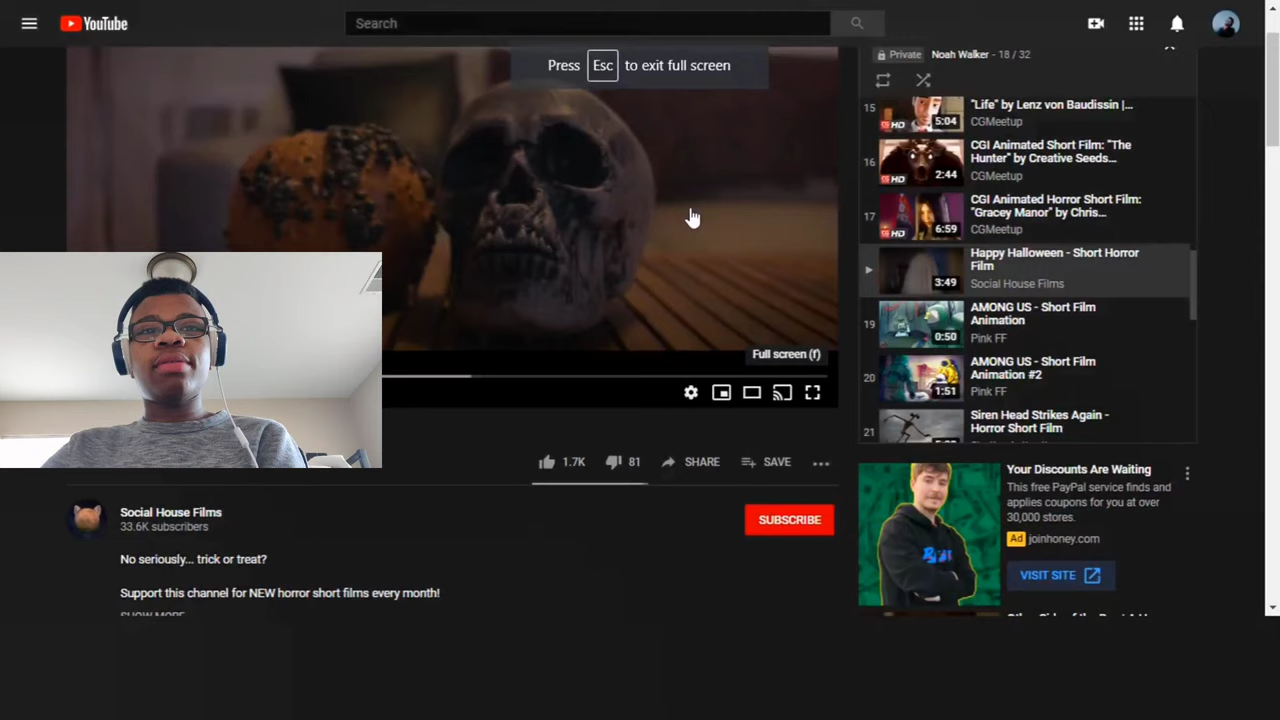 YouTube
Search
Press Esc to exit full screen
Private Noah Walker - 18 / 32
15
"Life" by Lenz von Baudissin |...
CGMeetup
HD
5:04
16
CGI Animated Short Film: "The
Hunter" by Creative Seeds...
CGMeetup
HD
2:44
17
CGI Animated Horror Short Film:
"Gracey Manor" by Chris...
CGMeetup
HD
6:59
Happy Halloween - Short Horror
Film
Social House Films
3:49
19
AMONG US - Short Film
Animation
Pink FF
0:50
20
AMONG US - Short Film
Animation #2
Pink FF
1:51
21
Siren Head Strikes Again -
Horror Short Film
Full screen (f)
1.7K 81 SHARE SAVE
Social House Films
33.6K subscribers
SUBSCRIBE
No seriously... trick or treat?
Support this channel for NEW horror short films every month!
SHOW MORE
Your Discounts Are Waiting
This free PayPal service finds and
applies coupons for you at over
30,000 stores.
Ad joinhoney.com
VISIT SITE